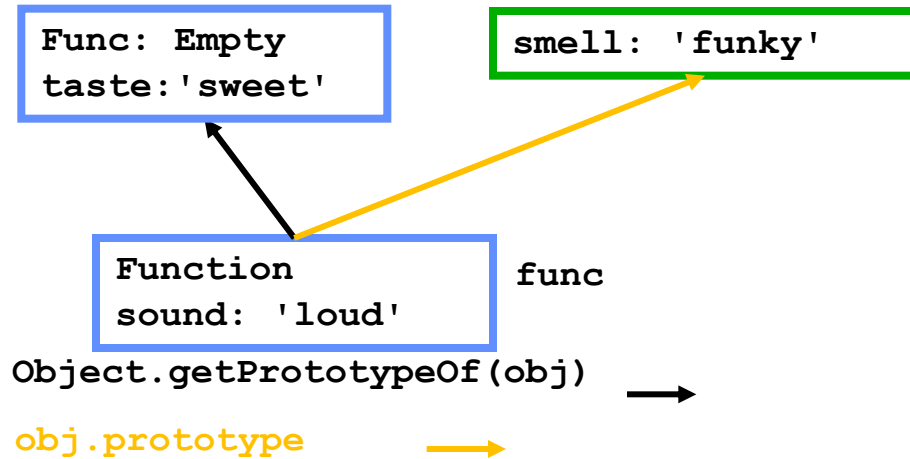 Func: Empty
taste:'sweet'
smell: 'funky'
Function
sound: 'loud'
func
Object.getPrototypeOf(obj)
obj.prototype